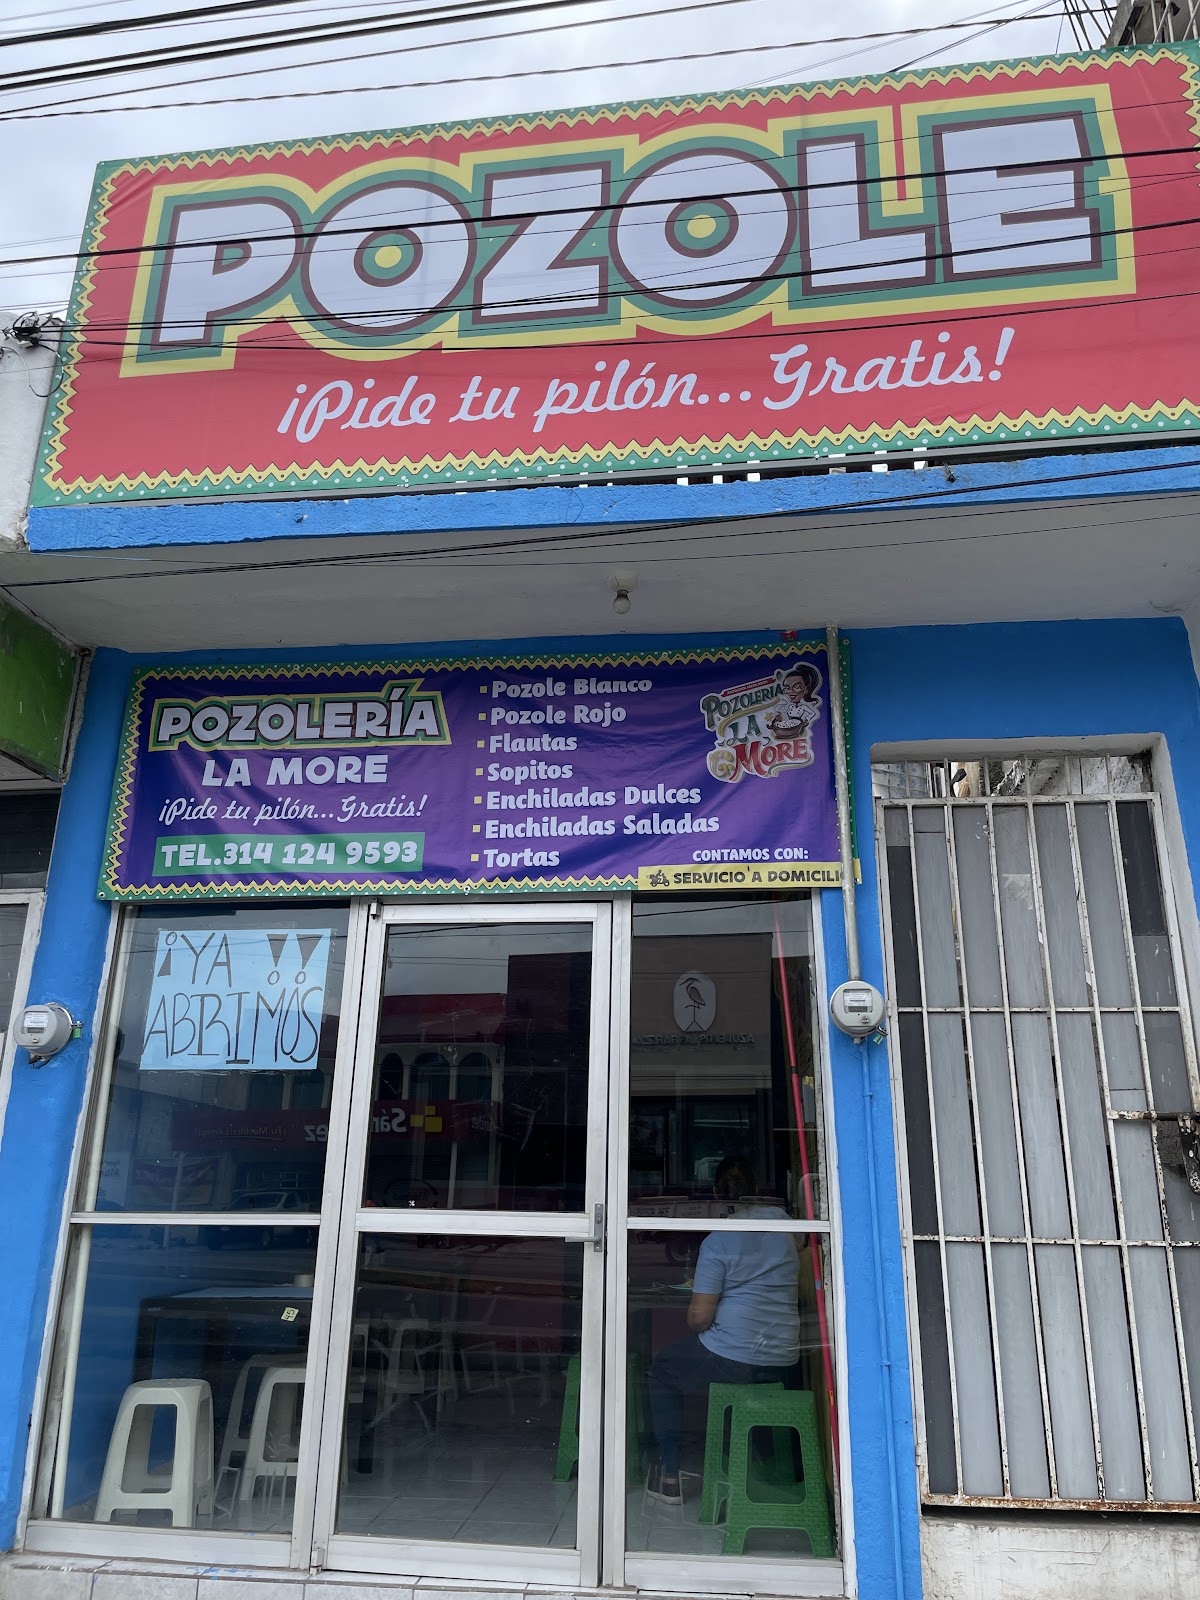 POZOLE
¡Pide tu pilón...Gratis!
POZOLERÍA
LA MORE
¡Pide tu pilón...Gratis!
TEL.314 124 9593
Pozole Blanco
Pozole Rojo
Flautas
Sopitos
Enchiladas Dulces
Enchiladas Saladas
Tortas
POZOLERIA
LA
MORE
CONTAMOS CON:
SERVICIO A DOMICILIO
¡YA
ABRIMOS!!